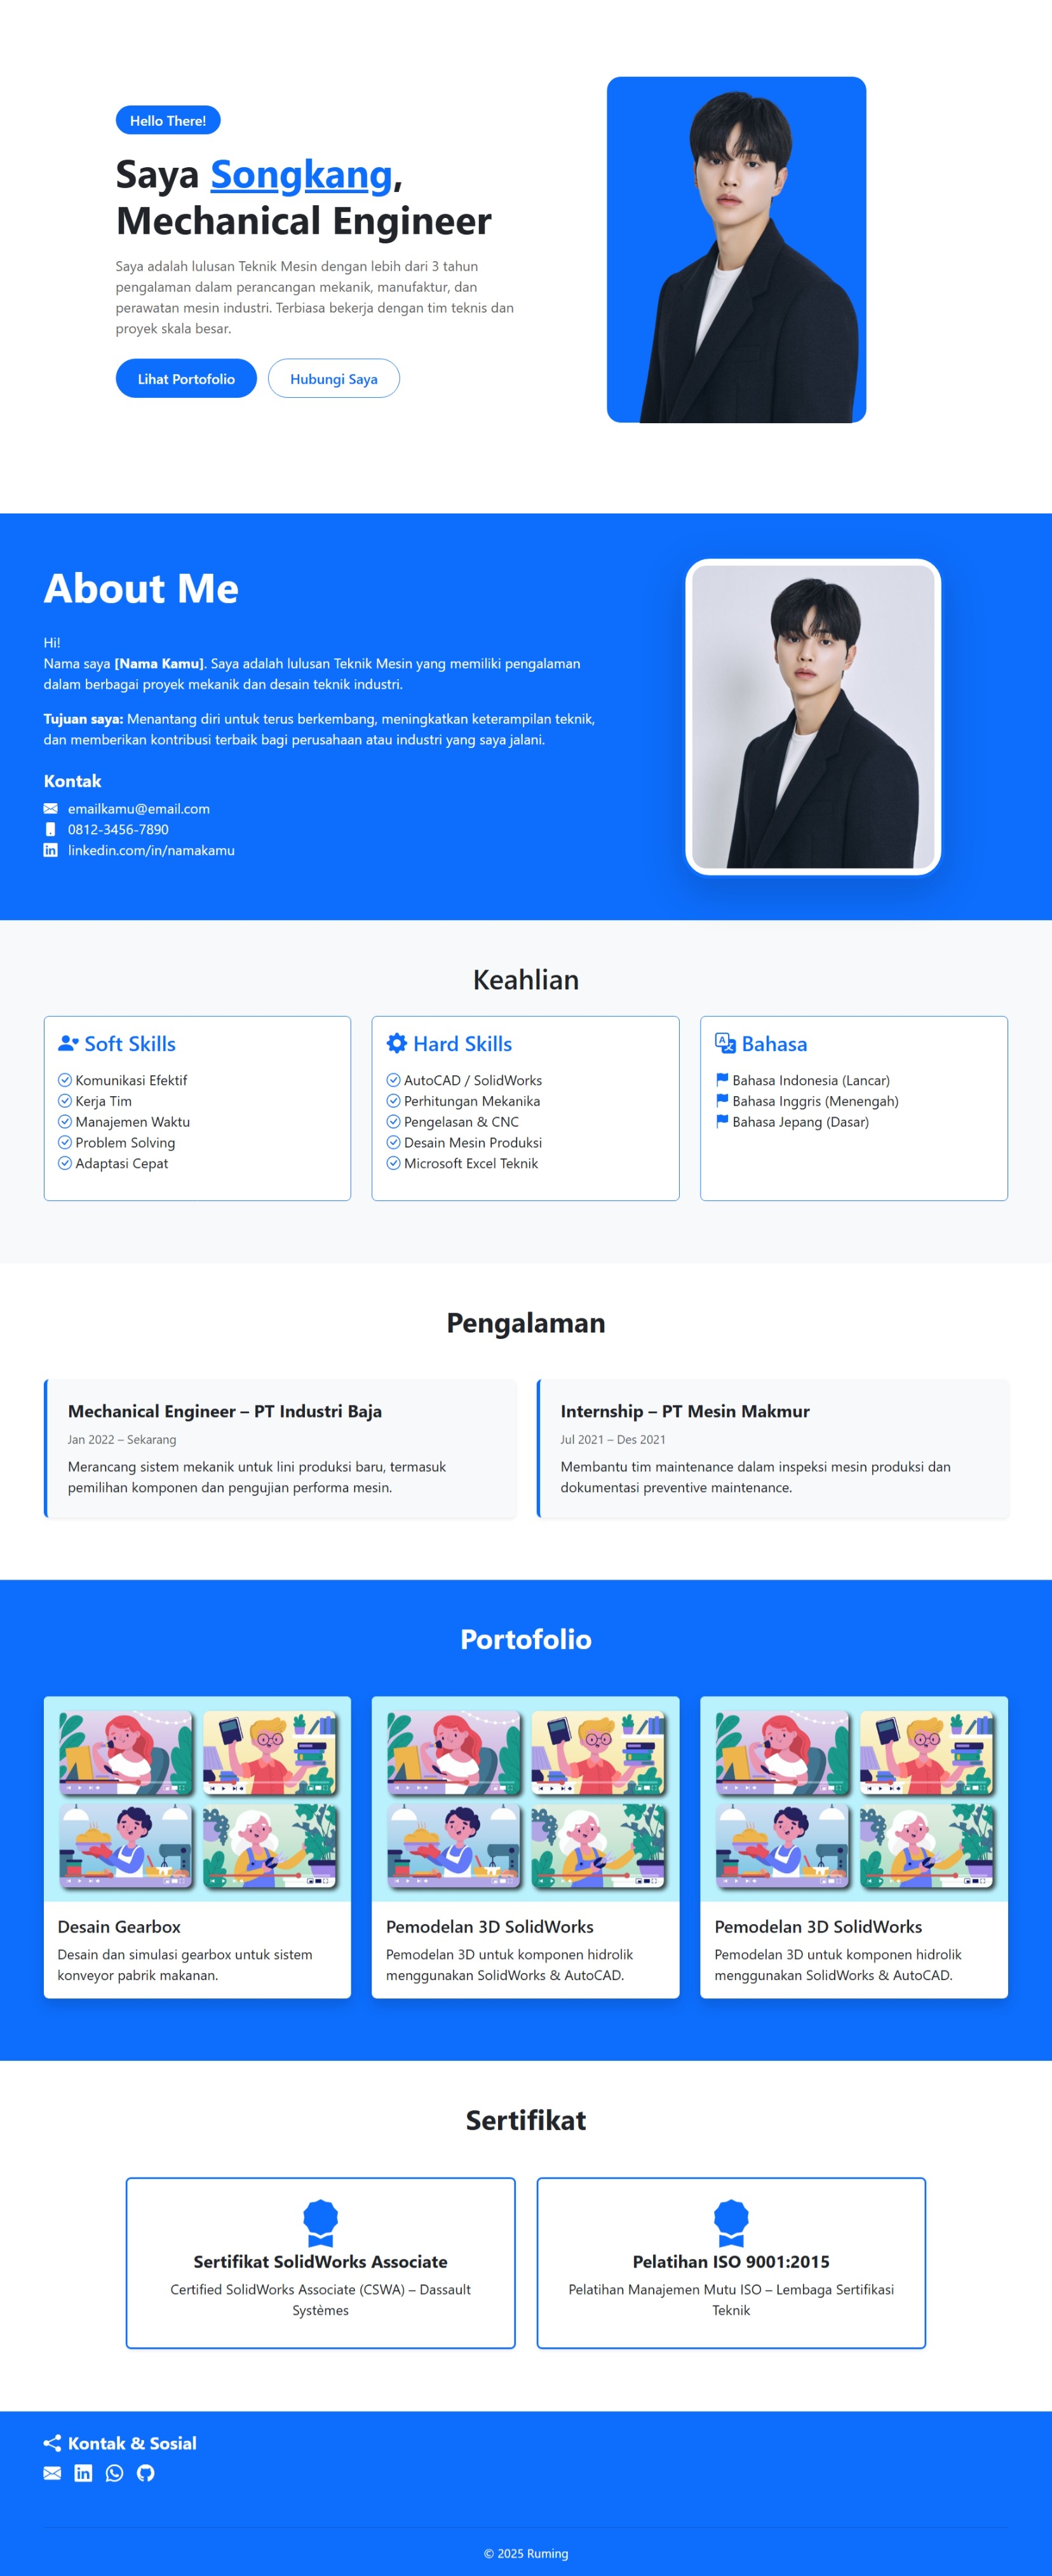 Hello There!
Saya Songkang,
Mechanical Engineer
Saya adalah lulusan Teknik Mesin dengan lebih dari 3 tahun
pengalaman dalam perancangan mekanik, manufaktur, dan
perawatan mesin industri. Terbiasa bekerja dengan tim teknis dan
proyek skala besar.
Lihat Portofolio
Hubungi Saya
About Me
Hi!
Nama saya [Nama Kamu]. Saya adalah lulusan Teknik Mesin yang memiliki pengalaman
dalam berbagai proyek mekanik dan desain teknik industri.
Tujuan saya: Menantang diri untuk terus berkembang, meningkatkan keterampilan teknik,
dan memberikan kontribusi terbaik bagi perusahaan atau industri yang saya jalani.
Kontak
emailkamu@email.com
0812-3456-7890
linkedin.com/in/namakamu
Keahlian
Soft Skills
Komunikasi Efektif
Kerja Tim
Manajemen Waktu
Problem Solving
Adaptasi Cepat
Hard Skills
AutoCAD / SolidWorks
Perhitungan Mekanika
Pengelasan & CNC
Desain Mesin Produksi
Microsoft Excel Teknik
Bahasa
Bahasa Indonesia (Lancar)
Bahasa Inggris (Menengah)
Bahasa Jepang (Dasar)
Pengalaman
Mechanical Engineer – PT Industri Baja
Jan 2022 – Sekarang
Merancang sistem mekanik untuk lini produksi baru, termasuk
pemilihan komponen dan pengujian performa mesin.
Internship – PT Mesin Makmur
Jul 2021 – Des 2021
Membantu tim maintenance dalam inspeksi mesin produksi dan
dokumentasi preventive maintenance.
Portofolio
Desain Gearbox
Desain dan simulasi gearbox untuk sistem
konveyor pabrik makanan.
Pemodelan 3D SolidWorks
Pemodelan 3D untuk komponen hidrolik
menggunakan SolidWorks & AutoCAD.
Pemodelan 3D SolidWorks
Pemodelan 3D untuk komponen hidrolik
menggunakan SolidWorks & AutoCAD.
Sertifikat
Sertifikat SolidWorks Associate
Certified SolidWorks Associate (CSWA) – Dassault
Systèmes
Pelatihan ISO 9001:2015
Pelatihan Manajemen Mutu ISO – Lembaga Sertifikasi
Teknik
Kontak & Sosial
© 2025 Ruming